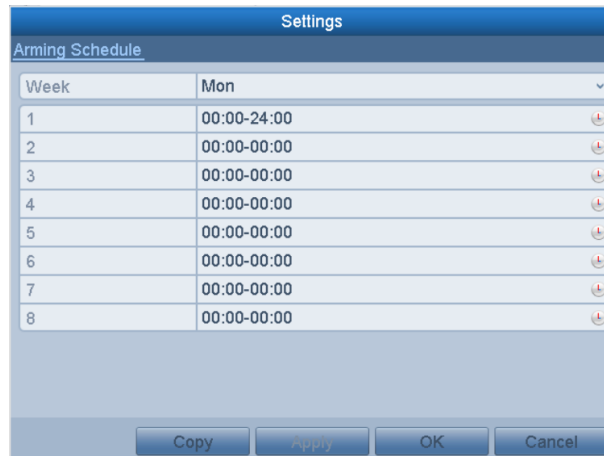 Settings
Arming Schedule
Week Mon
1 00:00-24:00
2 00:00-00:00
3 00:00-00:00
4 00:00-00:00
5 00:00-00:00
6 00:00-00:00
7 00:00-00:00
8 00:00-00:00
Copy Apply OK Cancel